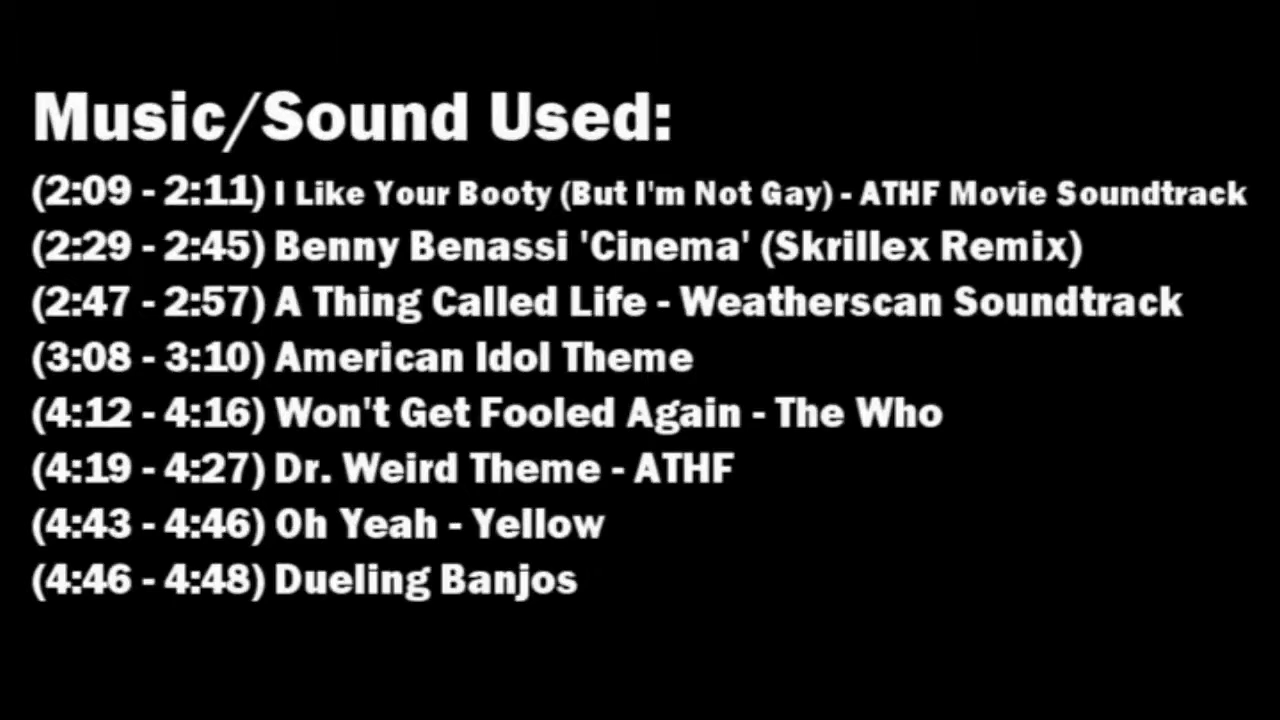 Music/Sound Used:
(2:09 - 2:11) I Like Your Booty (But I'm Not Gay) - ATHF Movie Soundtrack
(2:29 - 2:45) Benny Benassi 'Cinema' (Skrillex Remix)
(2:47 - 2:57) A Thing Called Life - Weatherscan Soundtrack
(3:08 - 3:10) American Idol Theme
(4:12 - 4:16) Won't Get Fooled Again - The Who
(4:19 - 4:27) Dr. Weird Theme - ATHF
(4:43 - 4:46) Oh Yeah - Yellow
(4:46 - 4:48) Dueling Banjos